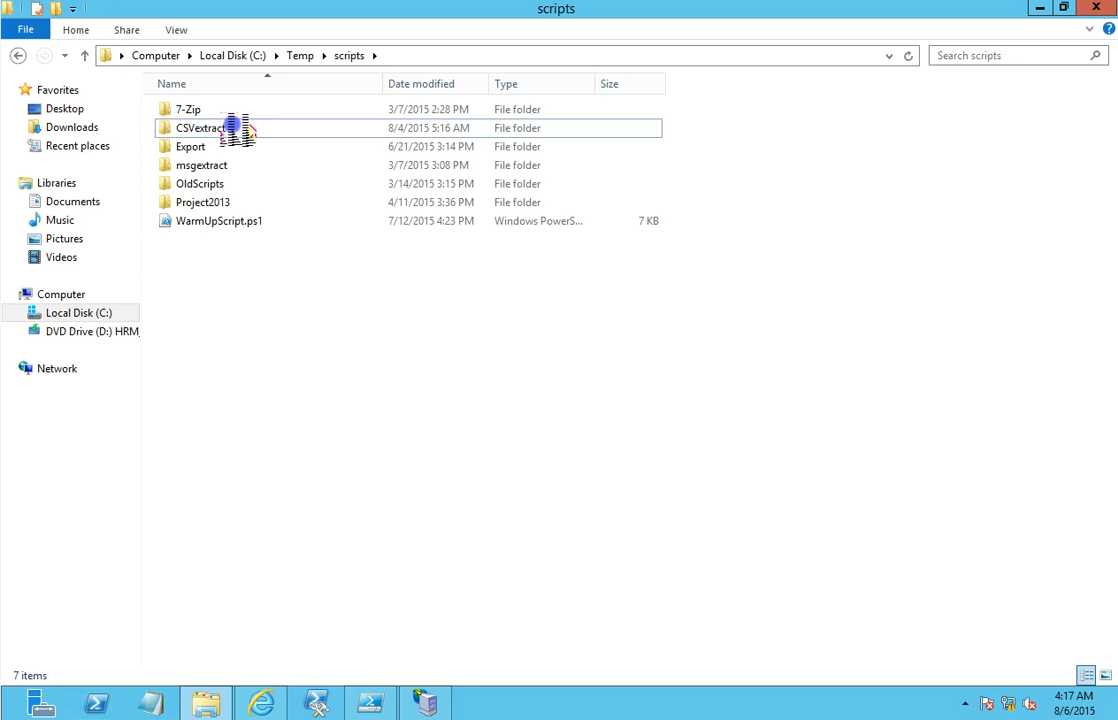 scripts
File Home Share View
Computer Local Disk (C:) Temp scripts Search scripts
Name Date modified Type Size
Favorites
Desktop
Downloads
Recent places
Libraries
Documents
Music
Pictures
Videos
Computer
Local Disk (C:)
DVD Drive (D:) HRM_
Network
7-Zip 3/7/2015 2:28 PM File folder
CSVextract 8/4/2015 5:16 AM File folder
Export 6/21/2015 3:14 PM File folder
msgextract 3/7/2015 3:08 PM File folder
OldScripts 3/14/2015 3:15 PM File folder
Project2013 4/11/2015 3:36 PM File folder
WarmUpScript.ps1 7/12/2015 4:23 PM Windows PowerS... 7 KB
7 items
4:17 AM
8/6/2015